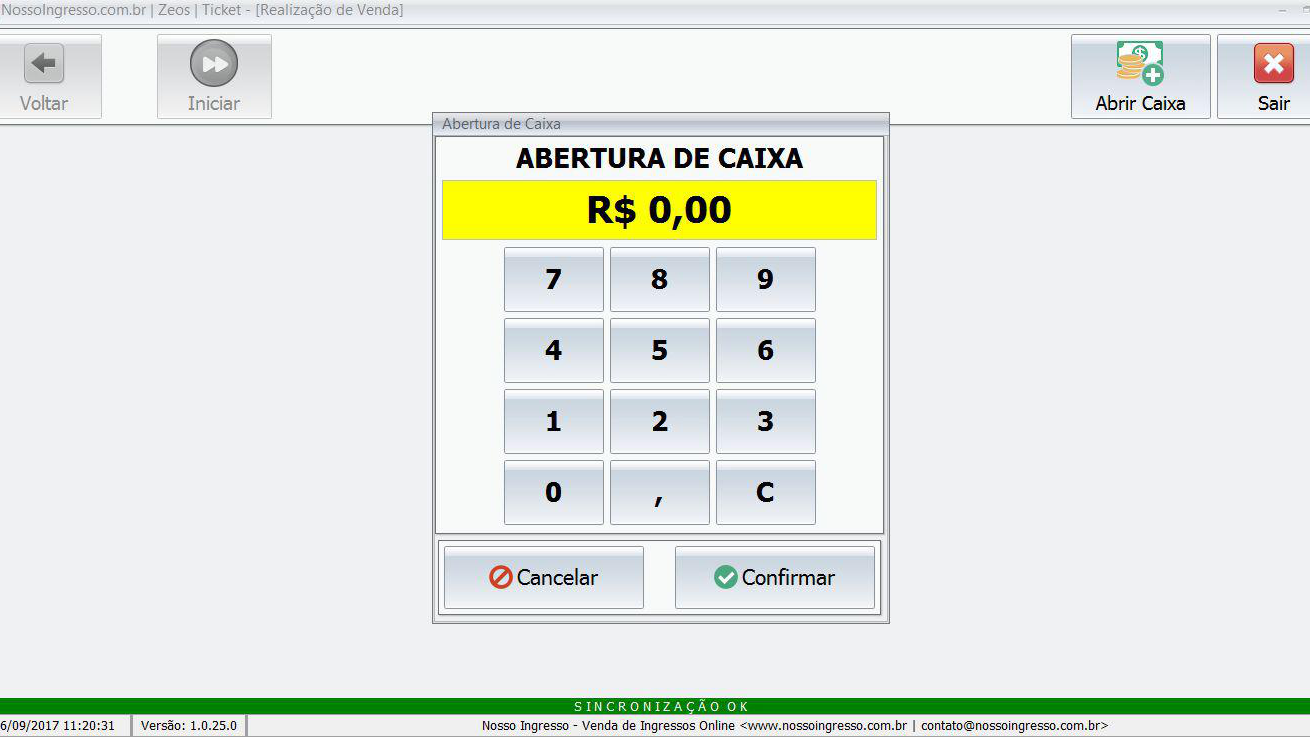 NossoIngresso.com.br | Zeos | Ticket - [Realização de Venda]
Voltar
Iniciar
Abrir Caixa
Sair
Abertura de Caixa
ABERTURA DE CAIXA
R$ 0,00
7 8 9
4 5 6
1 2 3
0 , C
Cancelar
Confirmar
SINCRONIZAÇÃO OK
6/09/2017 11:20:31
Versão: 1.0.25.0
Nosso Ingresso - Venda de Ingressos Online <www.nossoingresso.com.br | contato@nossoingresso.com.br>